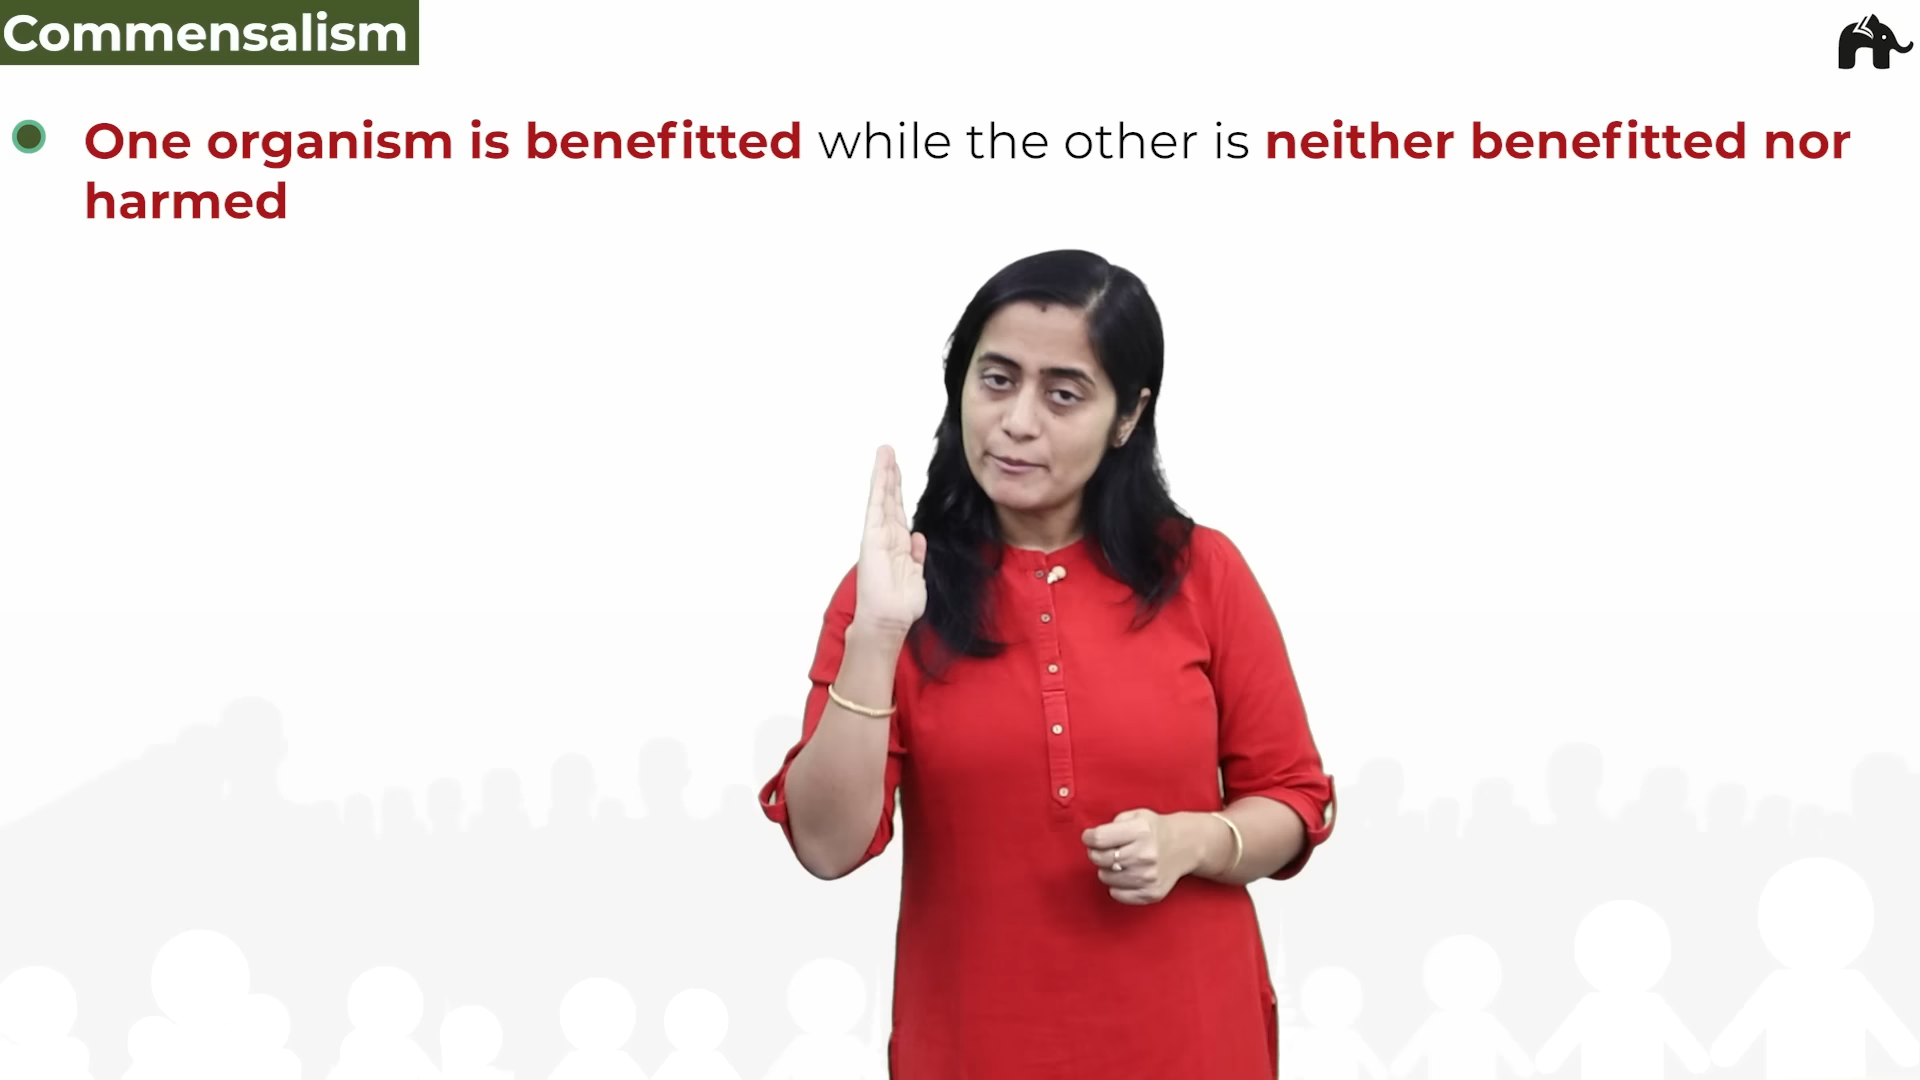 Commensalism
One organism is benefitted while the other is neither benefitted nor
harmed